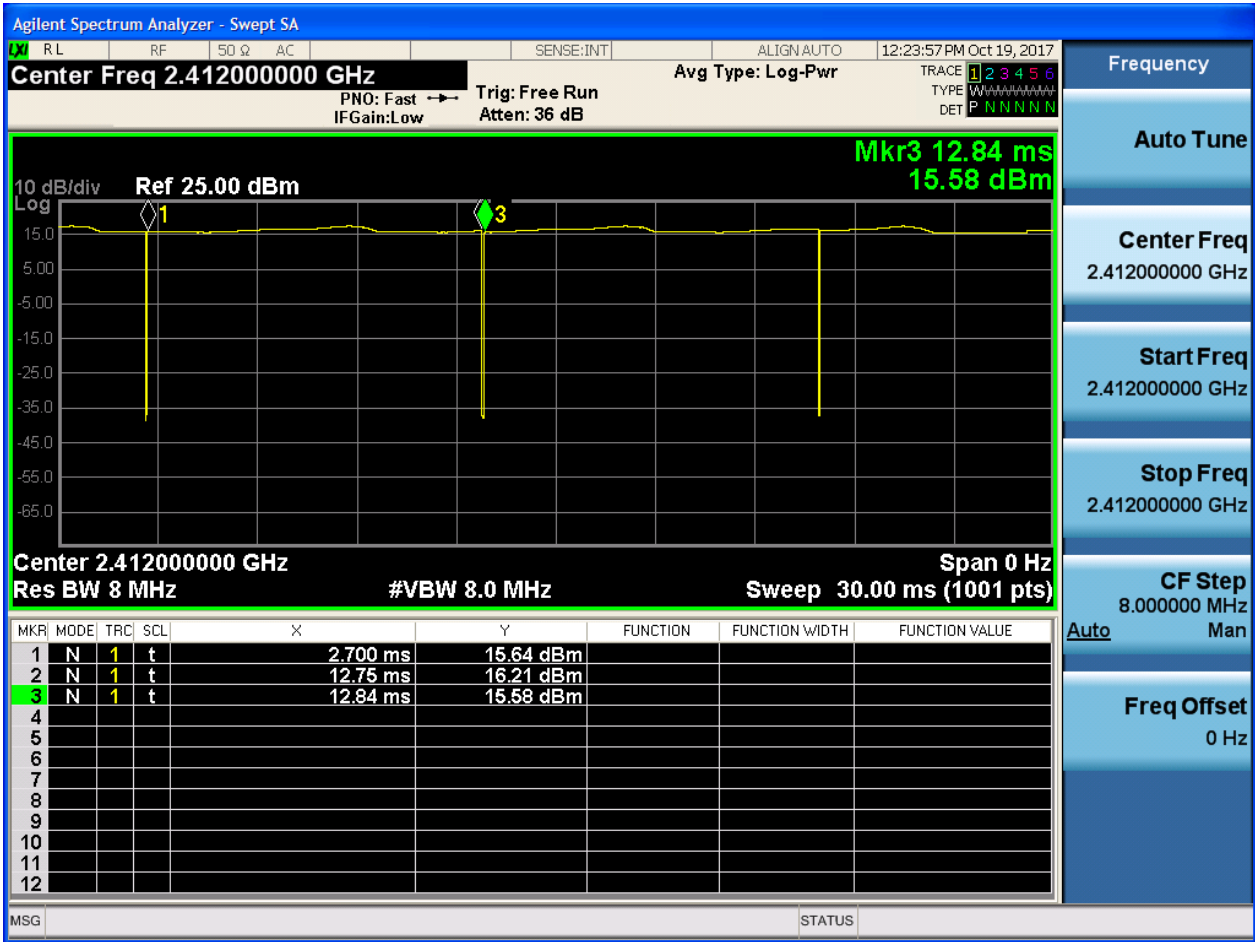 Agilent Spectrum Analyzer - Swept SA
LXI RL RF 50 Ω AC SENSE:INT ALIGN AUTO 12:23:57 PM Oct 19, 2017
Center Freq 2.412000000 GHz
PNO: Fast
IFGain:Low
Trig: Free Run
Atten: 36 dB
Avg Type: Log-Pwr
TRACE 1 2 3 4 5 6
TYPE
DET P N N N N N
Mkr3 12.84 ms
15.58 dBm
10 dB/div Ref 25.00 dBm
Log
1
3
15.0
5.00
-5.00
-15.0
-25.0
-35.0
-45.0
-55.0
-65.0
Center 2.412000000 GHz Span 0 Hz
Res BW 8 MHz #VBW 8.0 MHz Sweep 30.00 ms (1001 pts)
MKR MODE TRC SCL X Y FUNCTION FUNCTION WIDTH FUNCTION VALUE
1 N 1 t 2.700 ms 15.64 dBm
2 N 1 t 12.75 ms 16.21 dBm
3 N 1 t 12.84 ms 15.58 dBm
4
5
6
7
8
9
10
11
12
MSG STATUS
Frequency
Auto Tune
Center Freq
2.412000000 GHz
Start Freq
2.412000000 GHz
Stop Freq
2.412000000 GHz
CF Step
8.000000 MHz
Auto Man
Freq Offset
0 Hz